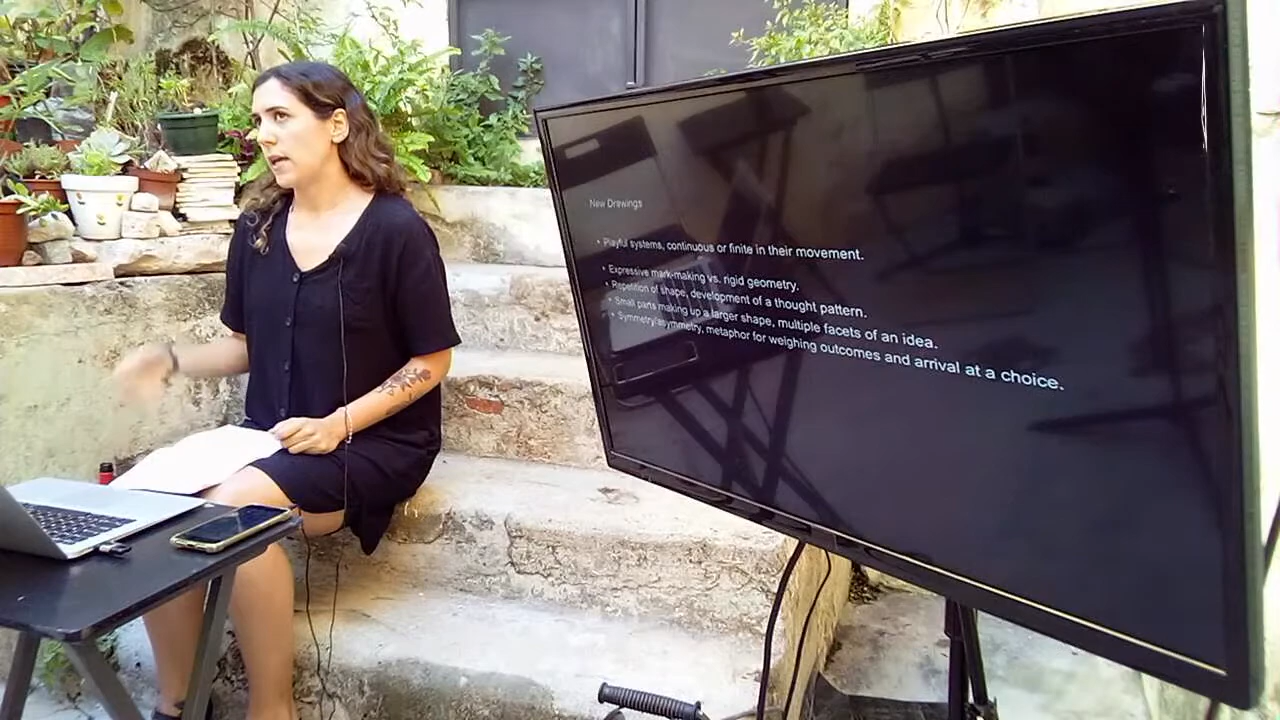 New Drawings
• Playful systems, continuous or finite in their movement.
• Expressive mark-making vs. rigid geometry.
• Repetition of shape, development of a thought pattern.
• Small parts making up a larger shape, multiple facets of an idea.
• Symmetry/asymmetry, metaphor for weighing outcomes and arrival at a choice.